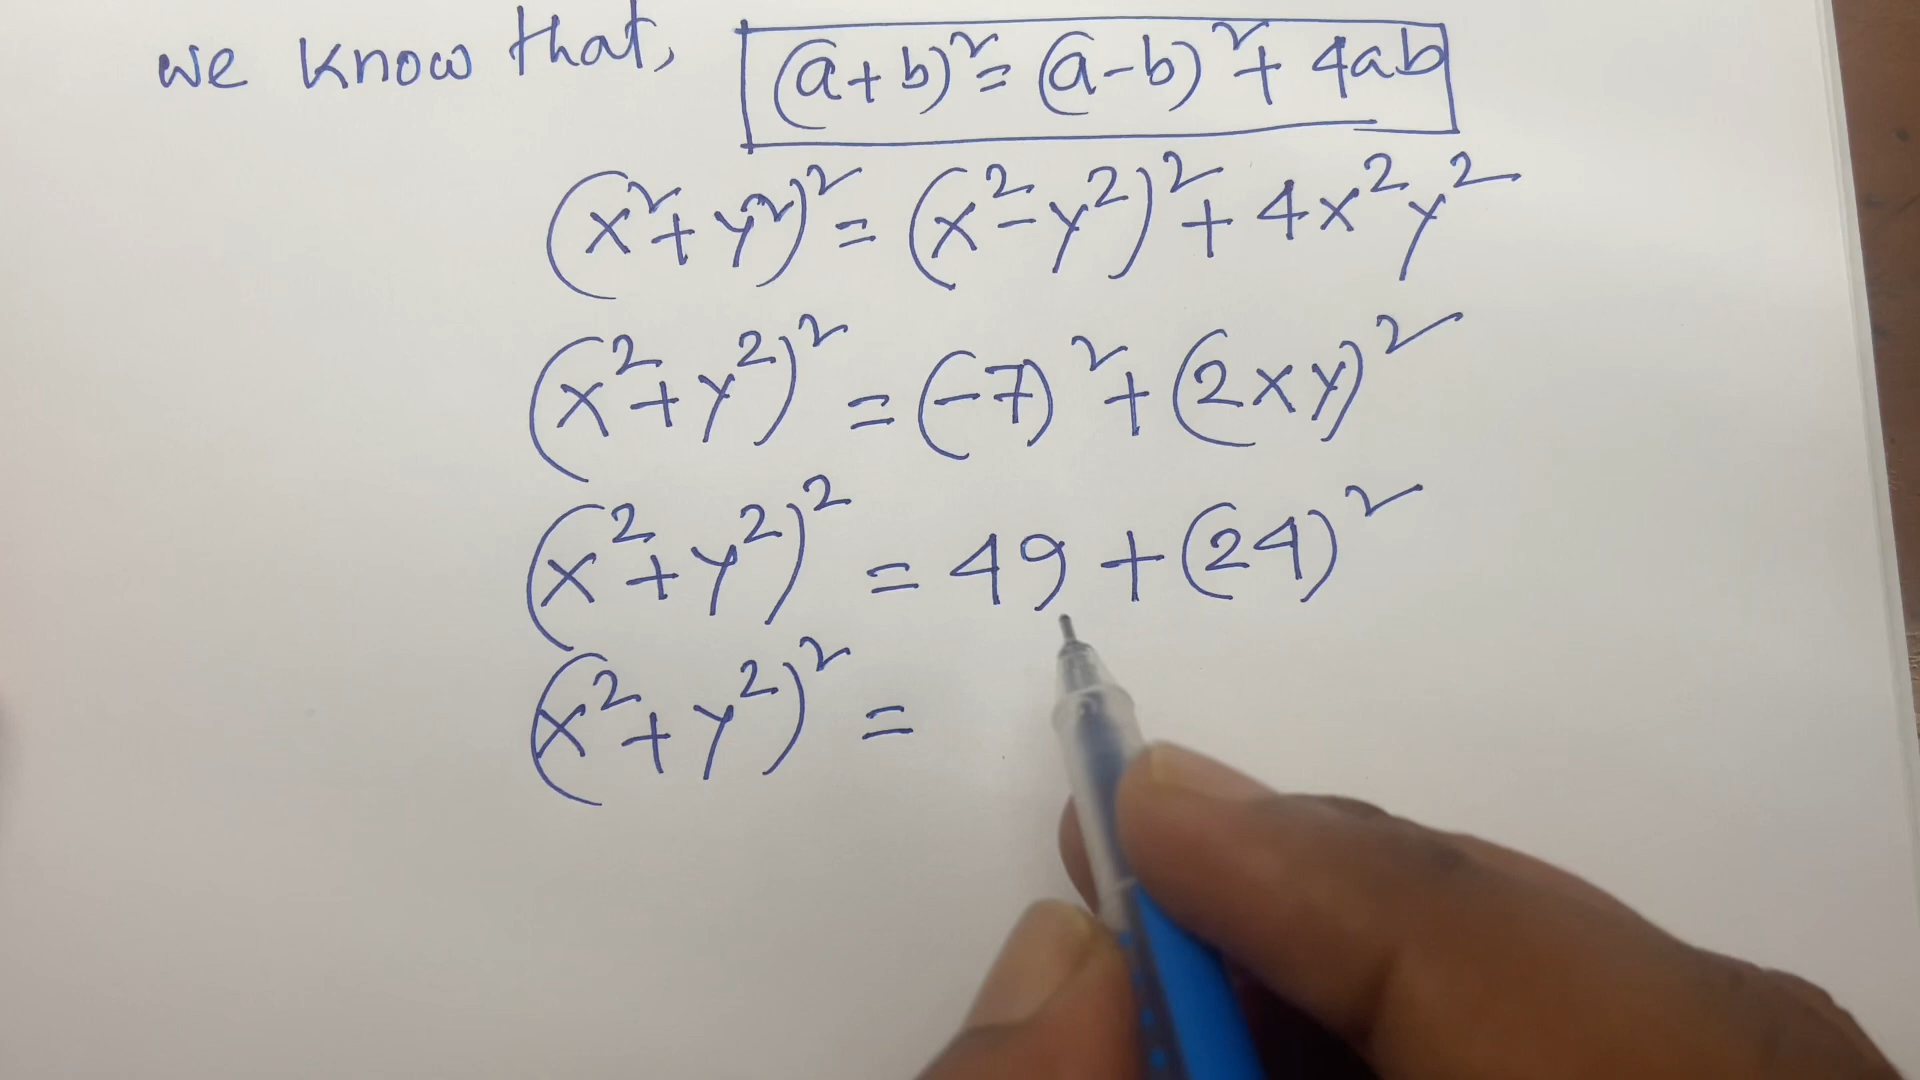 we know that, (a+b)² = (a-b)² + 4ab
(x²+y²)² = (x²-y²)² + 4x²y²
(x²+y²)² = (-7)² + (2xy)²
(x²+y²)² = 49 + (24)²
(x²+y²)² =